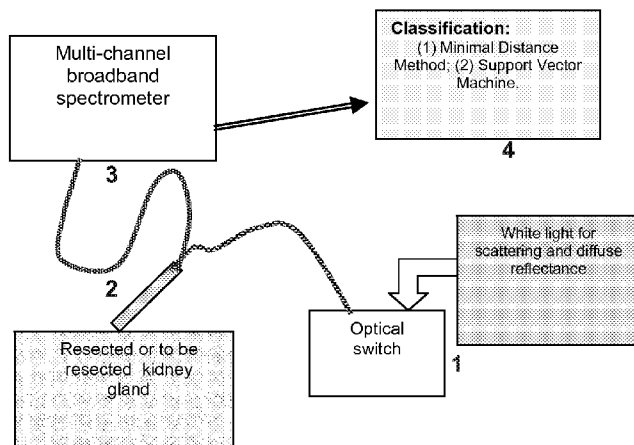 Multi-channel
broadband
spectrometer
Classification:
(1) Minimal Distance
Method; (2) Support Vector
Machine.
4
3
White light for
scattering and diffuse
reflectance
2
Optical
switch
1
Resected or to be
resected kidney
gland